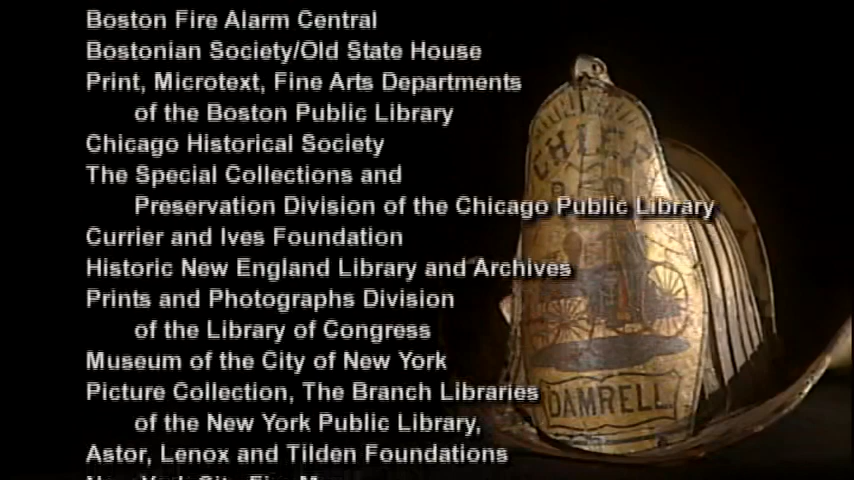 Boston Fire Alarm Central
Bostonian Society/Old State House
Print, Microtext, Fine Arts Departments
of the Boston Public Library
Chicago Historical Society
The Special Collections and
Preservation Division of the Chicago Public Library
Currier and Ives Foundation
Historic New England Library and Archives
Prints and Photographs Division
of the Library of Congress
Museum of the City of New York
Picture Collection, The Branch Libraries
of the New York Public Library,
Astor, Lenox and Tilden Foundations
CHIEF
DAMRELL